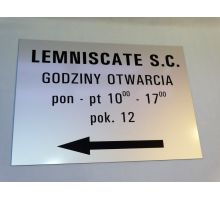 LEMNISCATE S.C.
GODZINY OTWARCIA
pon - pt 10⁰⁰ - 17⁰⁰
pok. 12